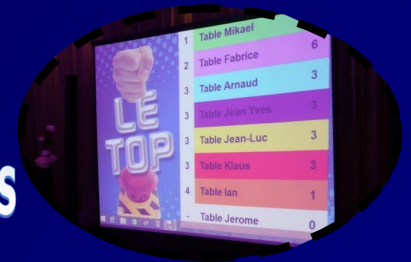 1 Table Mikael
2 Table Fabrice 6
3 Table Arnaud 3
3 Table Jean Yves 3
3 Table Jean-Luc 3
3 Table Klaus 3
4 Table Ian 1
- Table Jerome 0
LE
TOP
s